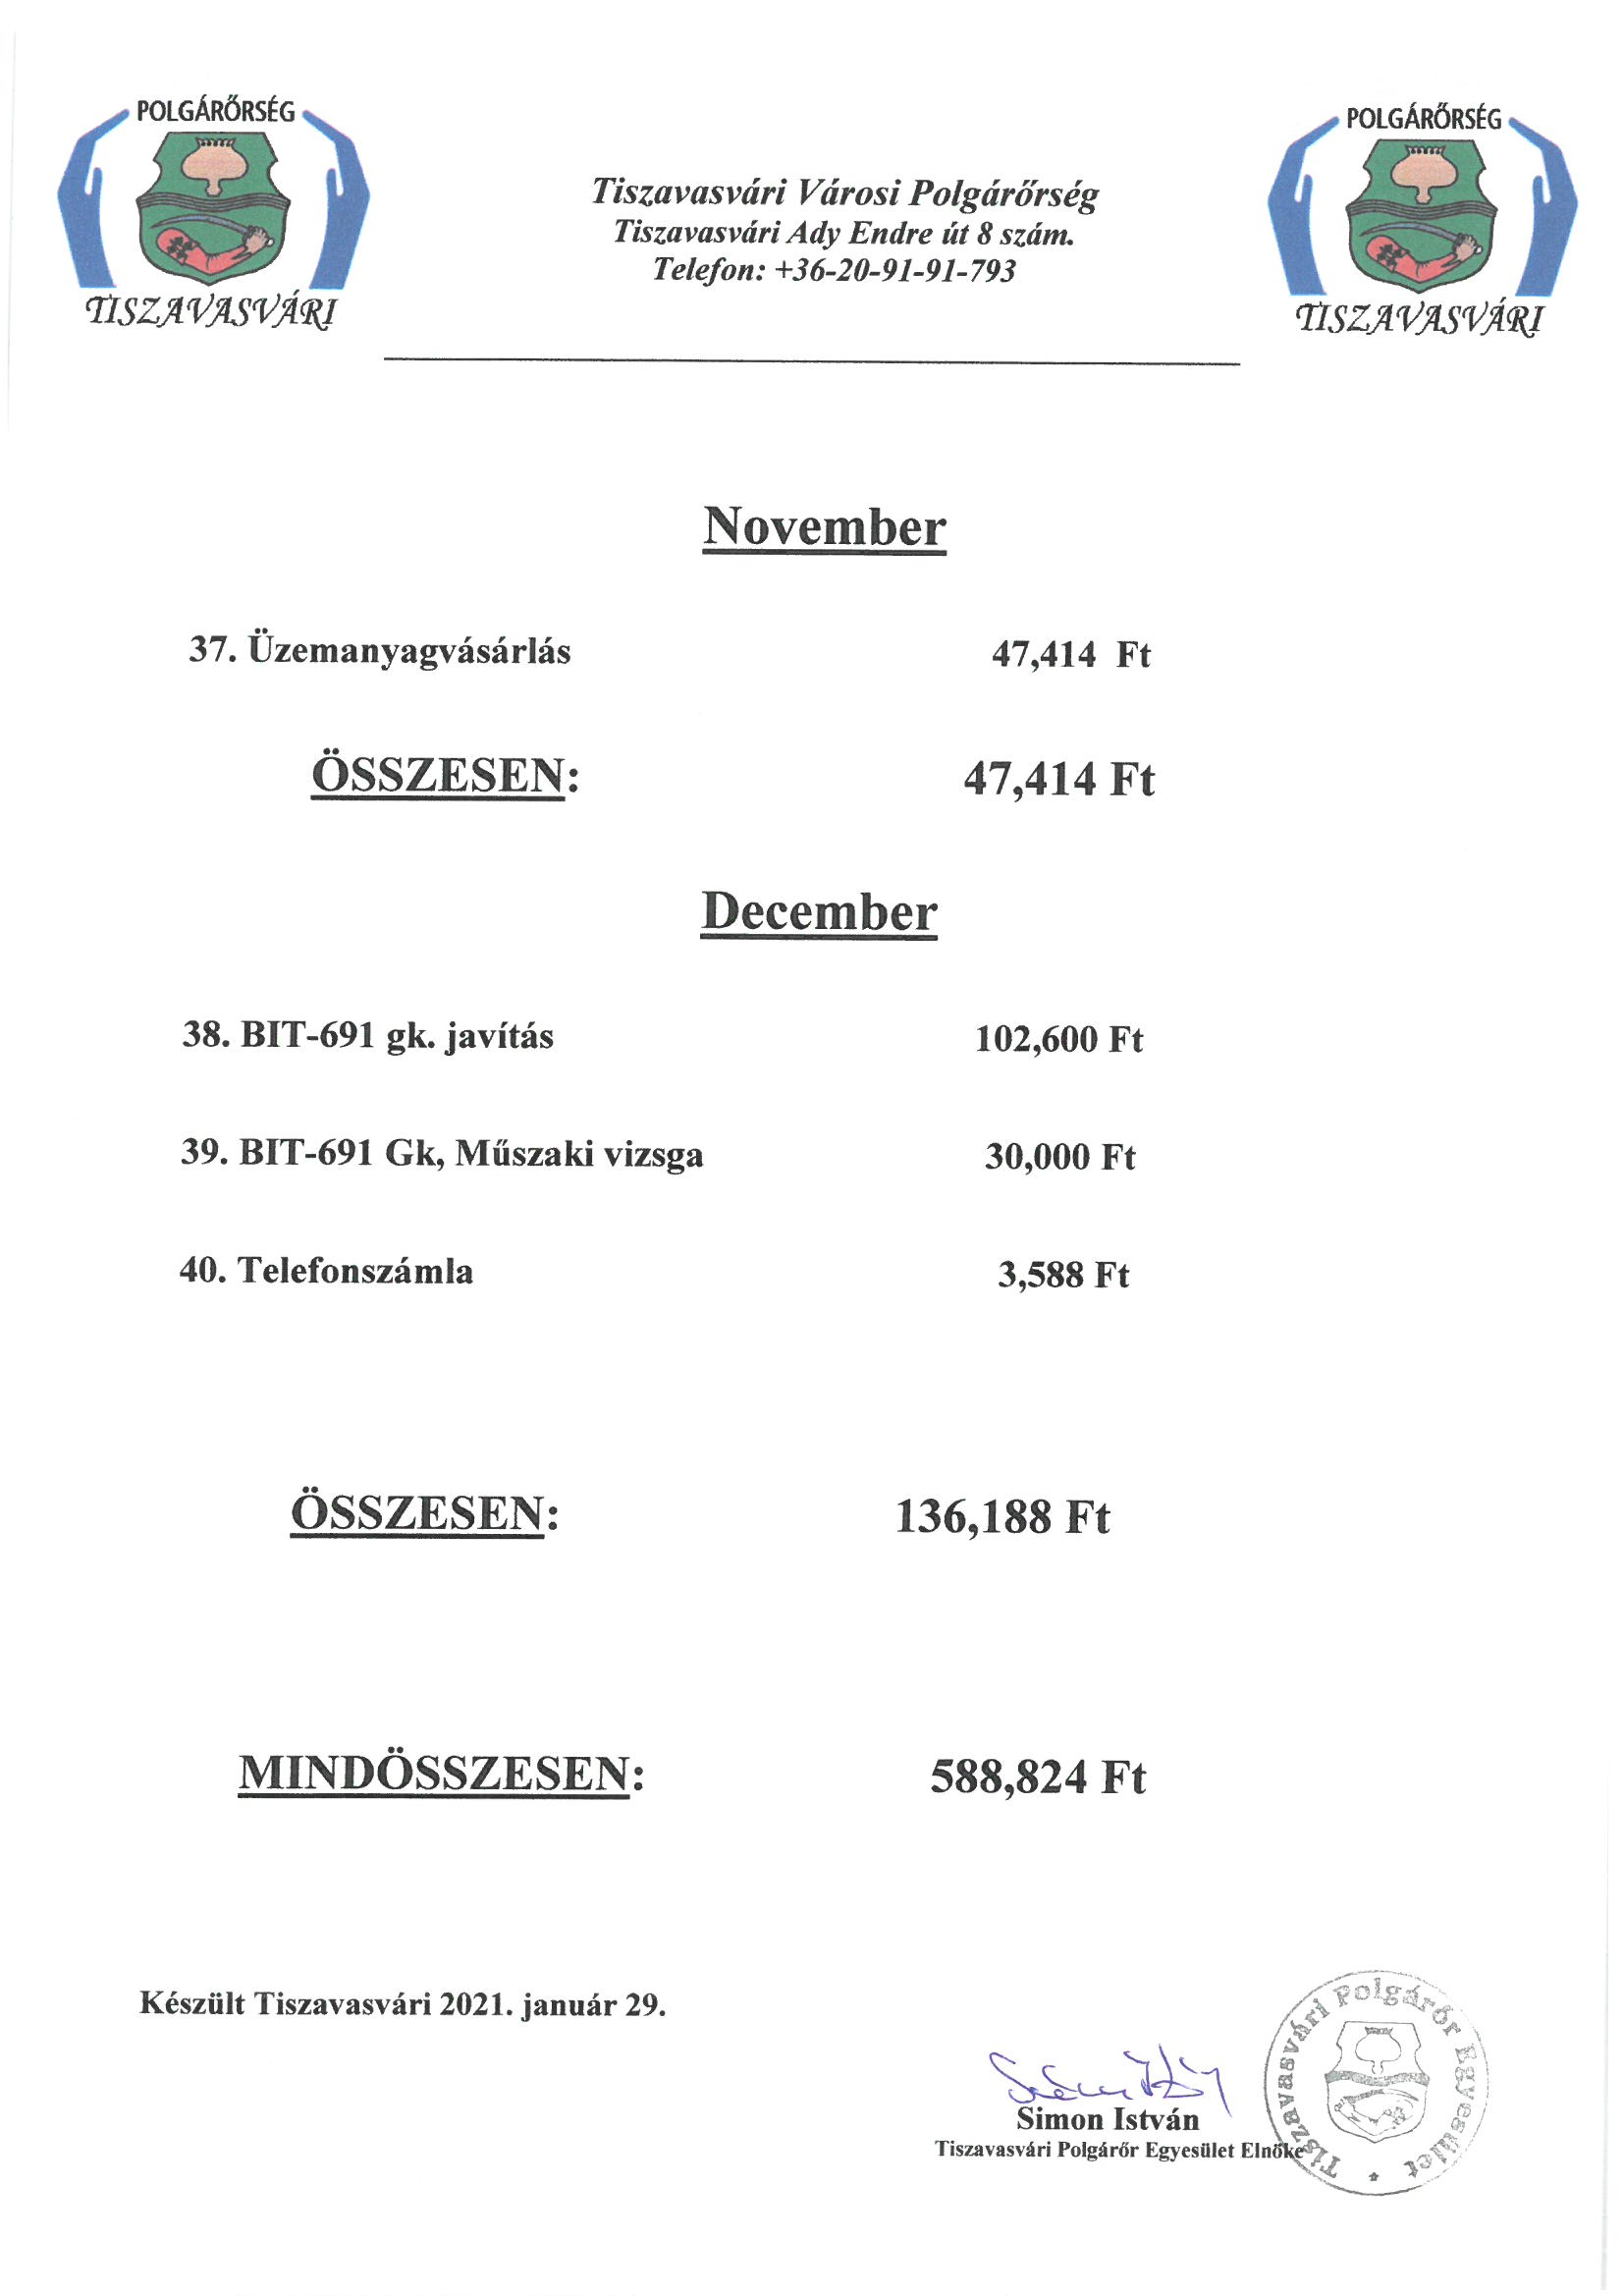 POLGÁRŐRSÉG
TISZAVASVÁRI
Tiszavasvári Városi Polgárőrség
Tiszavasvári Ady Endre út 8 szám.
Telefon: +36-20-91-91-793
POLGÁRŐRSÉG
TISZAVASVÁRI
November
37. Üzemanyagvásárlás 47,414 Ft
ÖSSZESEN: 47,414 Ft
December
38. BIT-691 gk. javítás 102,600 Ft
39. BIT-691 Gk, Műszaki vizsga 30,000 Ft
40. Telefonszámla 3,588 Ft
ÖSSZESEN: 136,188 Ft
MINDÖSSZESEN: 588,824 Ft
Készült Tiszavasvári 2021. január 29.
Simon István
Tiszavasvári Polgárőr Egyesület Elnöke
Tiszavasvári Polgárőr Egyesület